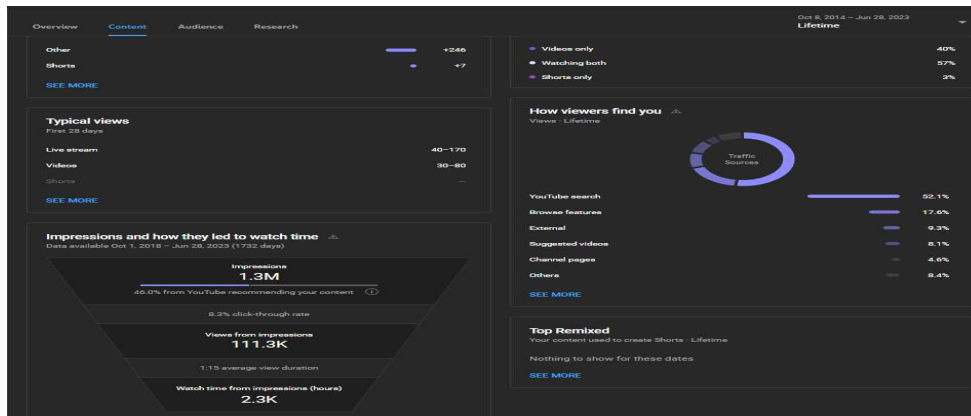 Overview Content Audience Research
Oct 8, 2014 – Jun 28, 2023
Lifetime
Other +246
Shorts +7
SEE MORE
Typical views
First 28 days
Live stream 40–170
Videos 30–80
Shorts –
SEE MORE
Impressions and how they led to watch time
Data available Oct 1, 2018 – Jun 28, 2023 (1732 days)
Impressions
1.3M
46.0% from YouTube recommending your content
8.3% click-through rate
Views from impressions
111.3K
1:15 average view duration
Watch time from impressions (hours)
2.3K
Videos only 40%
Watching both 57%
Shorts only 3%
How viewers find you
Views · Lifetime
Traffic
Sources
YouTube search 52.1%
Browse features 17.6%
External 9.3%
Suggested videos 8.1%
Channel pages 4.6%
Others 8.4%
SEE MORE
Top Remixed
Your content used to create Shorts · Lifetime
Nothing to show for these dates
SEE MORE